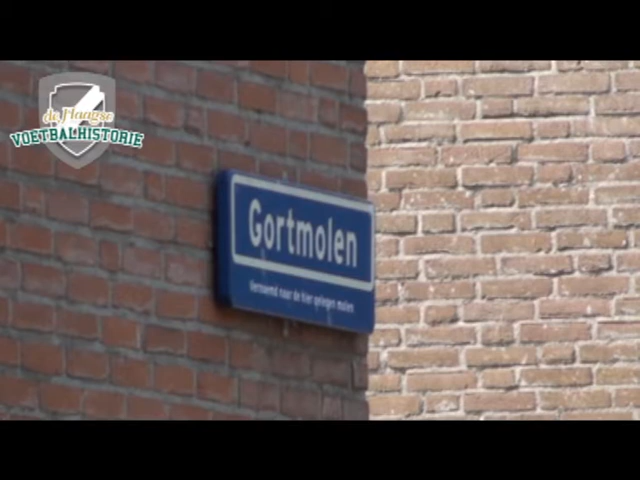 de Haagse
VOETBALHISTORIE
Gortmolen
Vernoemd naar de hier gelegen molen